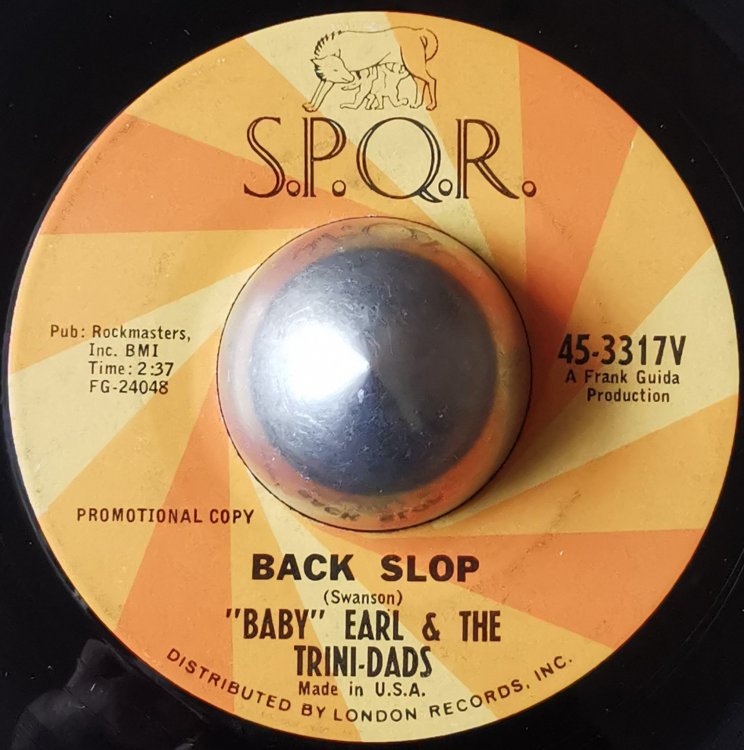 S.P.Q.R.
Pub: Rockmasters,
Inc. BMI
Time: 2:37
FG-24048
45-3317V
A Frank Guida
Production
PROMOTIONAL COPY
BACK SLOP
(Swanson)
"BABY" EARL & THE
TRINI-DADS
Made in U.S.A.
DISTRIBUTED BY LONDON RECORDS, INC.